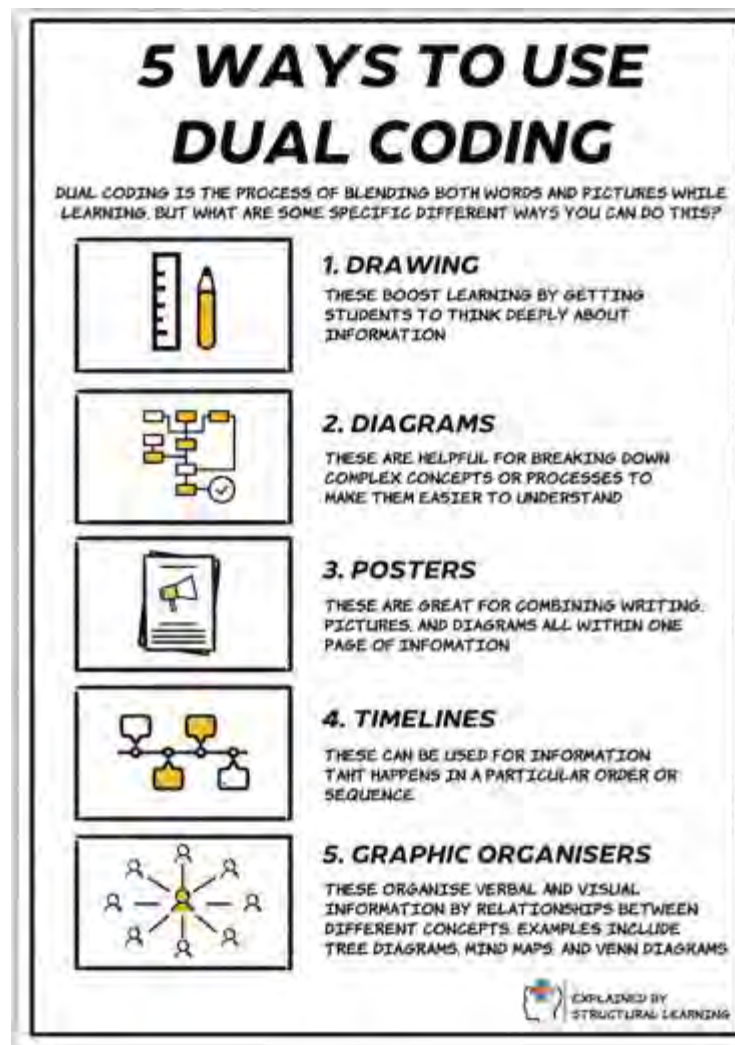 5 WAYS TO USE
DUAL CODING
DUAL CODING IS THE PROCESS OF BLENDING BOTH WORDS AND PICTURES WHILE
LEARNING. BUT WHAT ARE SOME SPECIFIC DIFFERENT WAYS YOU CAN DO THIS?
1. DRAWING
THESE BOOST LEARNING BY GETTING
STUDENTS TO THINK DEEPLY ABOUT
INFORMATION
2. DIAGRAMS
THESE ARE HELPFUL FOR BREAKING DOWN
COMPLEX CONCEPTS OR PROCESSES TO
MAKE THEM EASIER TO UNDERSTAND
3. POSTERS
THESE ARE GREAT FOR COMBINING WRITING,
PICTURES, AND DIAGRAMS ALL WITHIN ONE
PAGE OF INFOMATION
4. TIMELINES
THESE CAN BE USED FOR INFORMATION
TAHT HAPPENS IN A PARTICULAR ORDER OR
SEQUENCE
5. GRAPHIC ORGANISERS
THESE ORGANISE VERBAL AND VISUAL
INFORMATION BY RELATIONSHIPS BETWEEN
DIFFERENT CONCEPTS. EXAMPLES INCLUDE
TREE DIAGRAMS, MIND MAPS, AND VENN DIAGRAMS
EXPLAINED BY
STRUCTURAL LEARNING